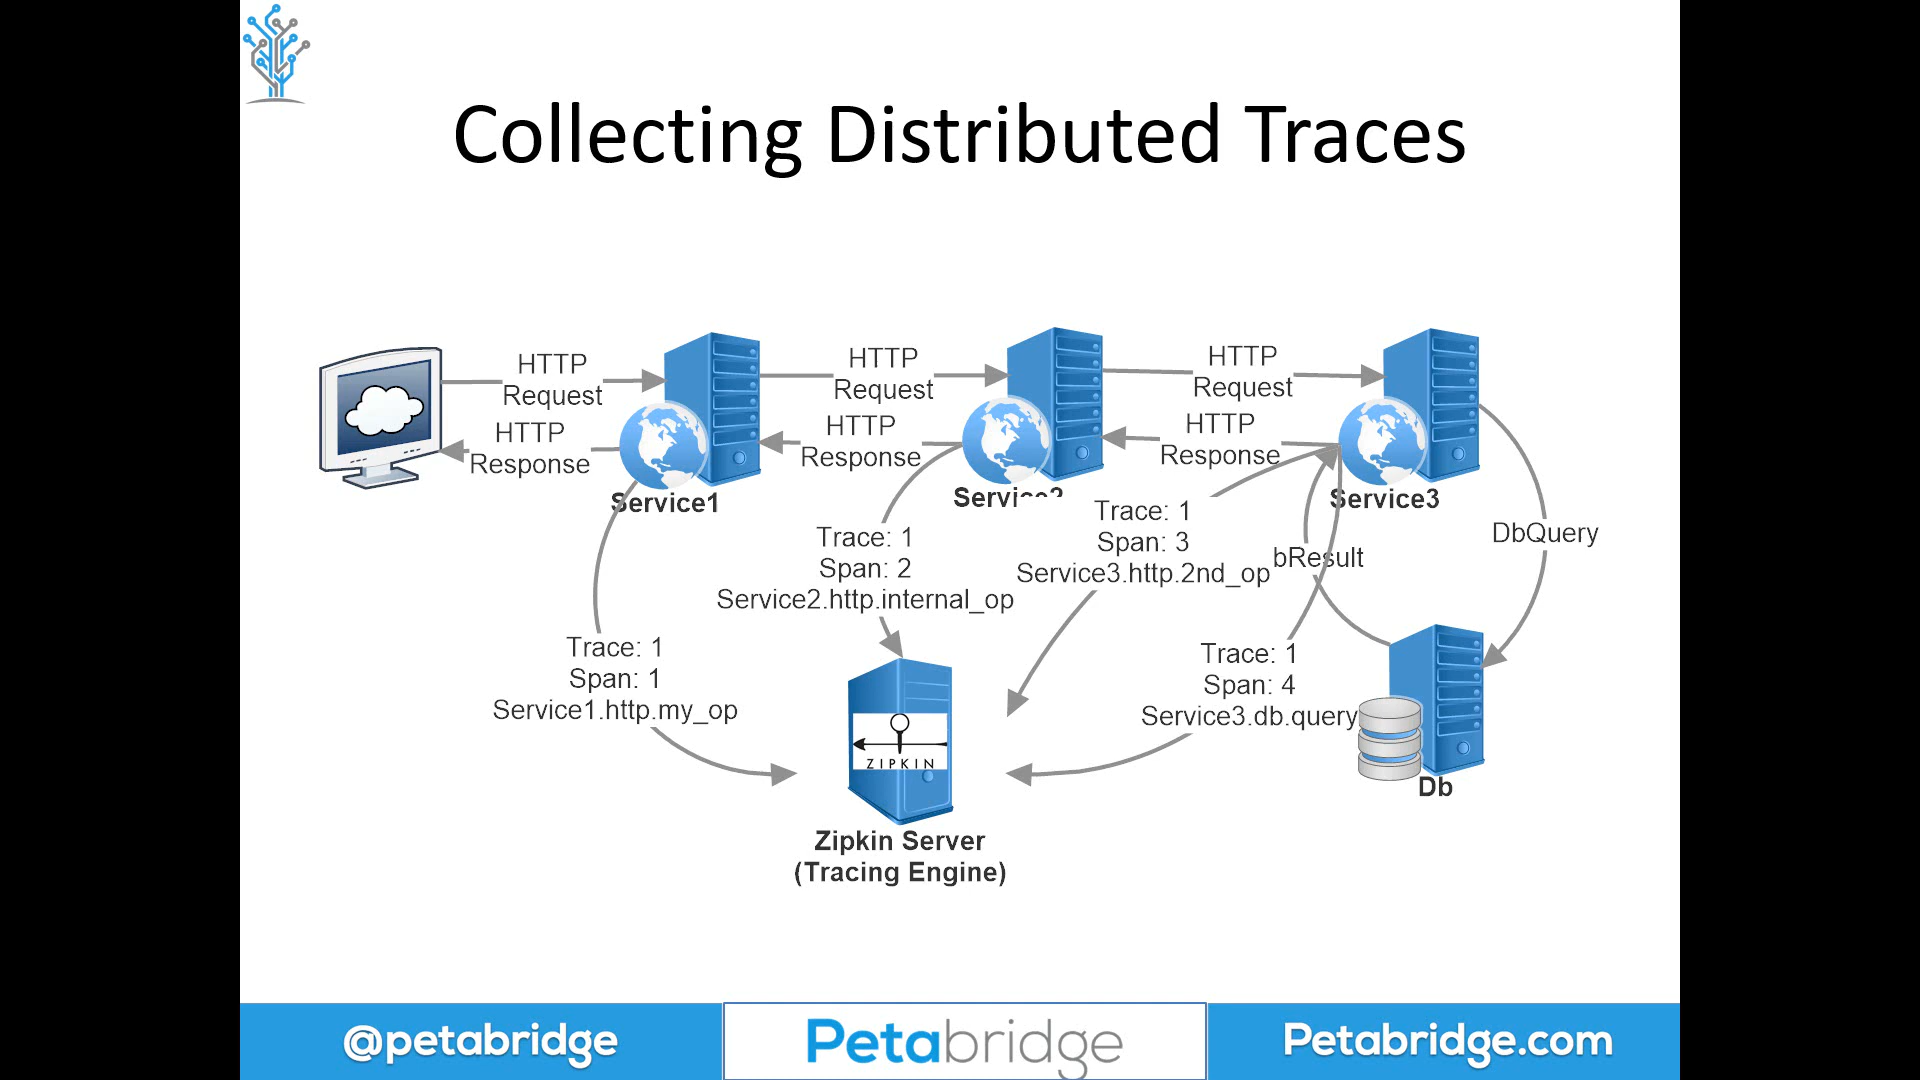 Collecting Distributed Traces
HTTP
Request
HTTP
Response
HTTP
Request
HTTP
Response
HTTP
Request
HTTP
Response
Service1
Service2
Service3
Trace: 1
Span: 1
Service1.http.my_op
Trace: 1
Span: 2
Service2.http.internal_op
Trace: 1
Span: 3
Service3.http.2nd_op
bResult
DbQuery
Trace: 1
Span: 4
Service3.db.query
ZIPKIN
Db
Zipkin Server
(Tracing Engine)
@petabridge
Petabridge
Petabridge.com